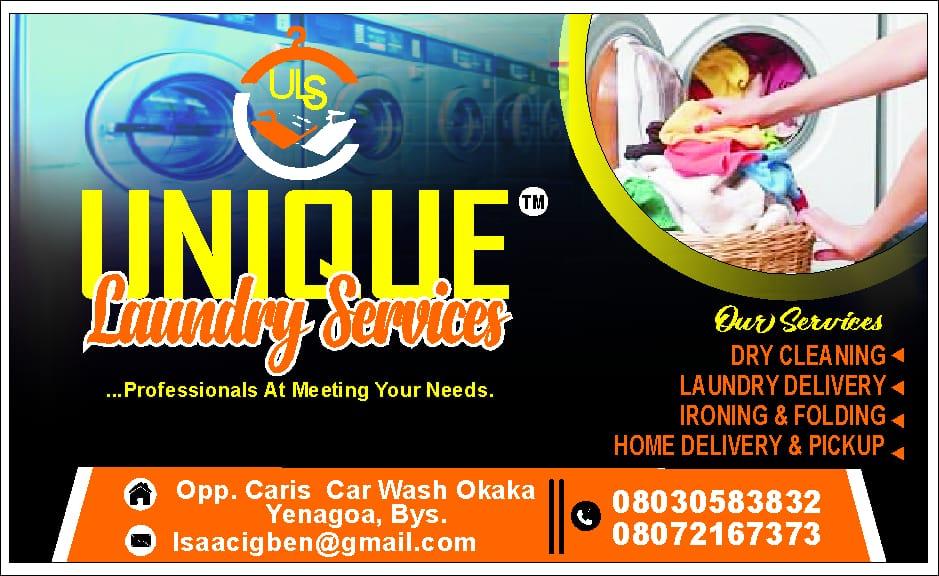 ULS
UNIQUE TM
Laundry Services
...Professionals At Meeting Your Needs.
Our Services
DRY CLEANING
LAUNDRY DELIVERY
IRONING & FOLDING
HOME DELIVERY & PICKUP
Opp. Caris Car Wash Okaka
Yenagoa, Bys.
Isaacigben@gmail.com
08030583832
08072167373